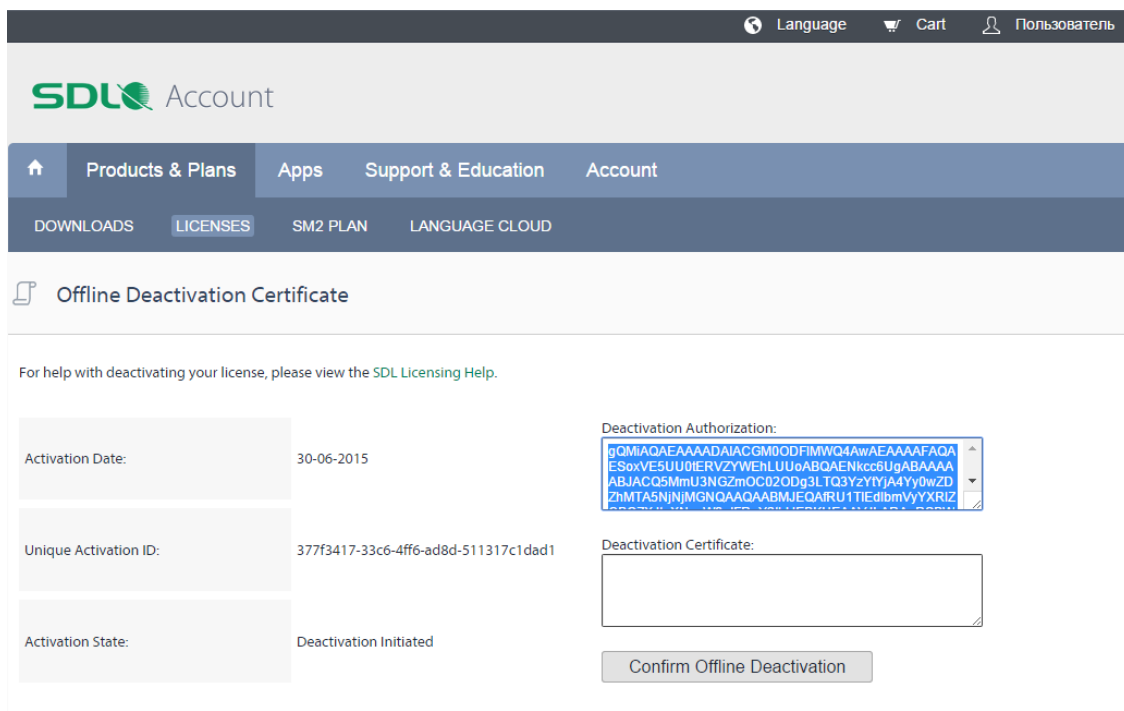 Language Cart Пользователь
SDL Account
Products & Plans Apps Support & Education Account
DOWNLOADS LICENSES SM2 PLAN LANGUAGE CLOUD
Offline Deactivation Certificate
For help with deactivating your license, please view the SDL Licensing Help.
Activation Date: 30-06-2015
Unique Activation ID: 377f3417-33c6-4ff6-ad8d-511317c1dad1
Activation State: Deactivation Initiated
Deactivation Authorization:
gQMiAQAEAAAADAIACGM0ODFlMWQ4AwAEAAAAFAQA
ESoxVE5UU0tERVZYWEhLUUoABQAENkcc6UgABAAAA
ABJACQ5MmU3NGZmOC02ODg3LTQ3YzYtYjA4Yy0wZD
ZhMTA5NjNjMGNQAAQAABMJEQAfRU1TIEdlbmVyYXRlZ
Deactivation Certificate:
Confirm Offline Deactivation